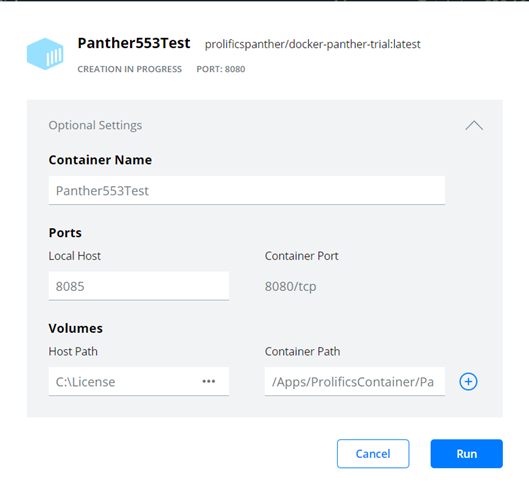 Panther553Test prolificspanther/docker-panther-trial:latest
CREATION IN PROGRESS PORT: 8080
Optional Settings
Container Name
Panther553Test
Ports
Local Host Container Port
8085 8080/tcp
Volumes
Host Path Container Path
C:\License ••• /Apps/ProlificsContainer/Pa
Cancel Run